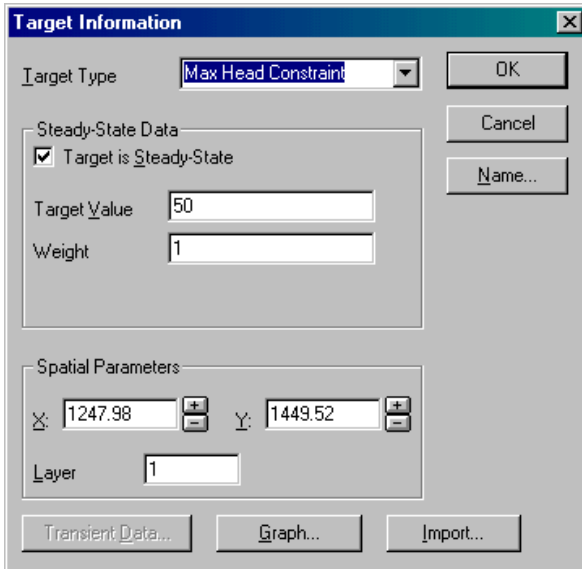 Target Information
Target Type Max Head Constraint OK
Steady-State Data Cancel
Target is Steady-State
Name...
Target Value 50
Weight 1
Spatial Parameters
X: 1247.98 + - Y: 1449.52 + -
Layer 1
Transient Data... Graph... Import...